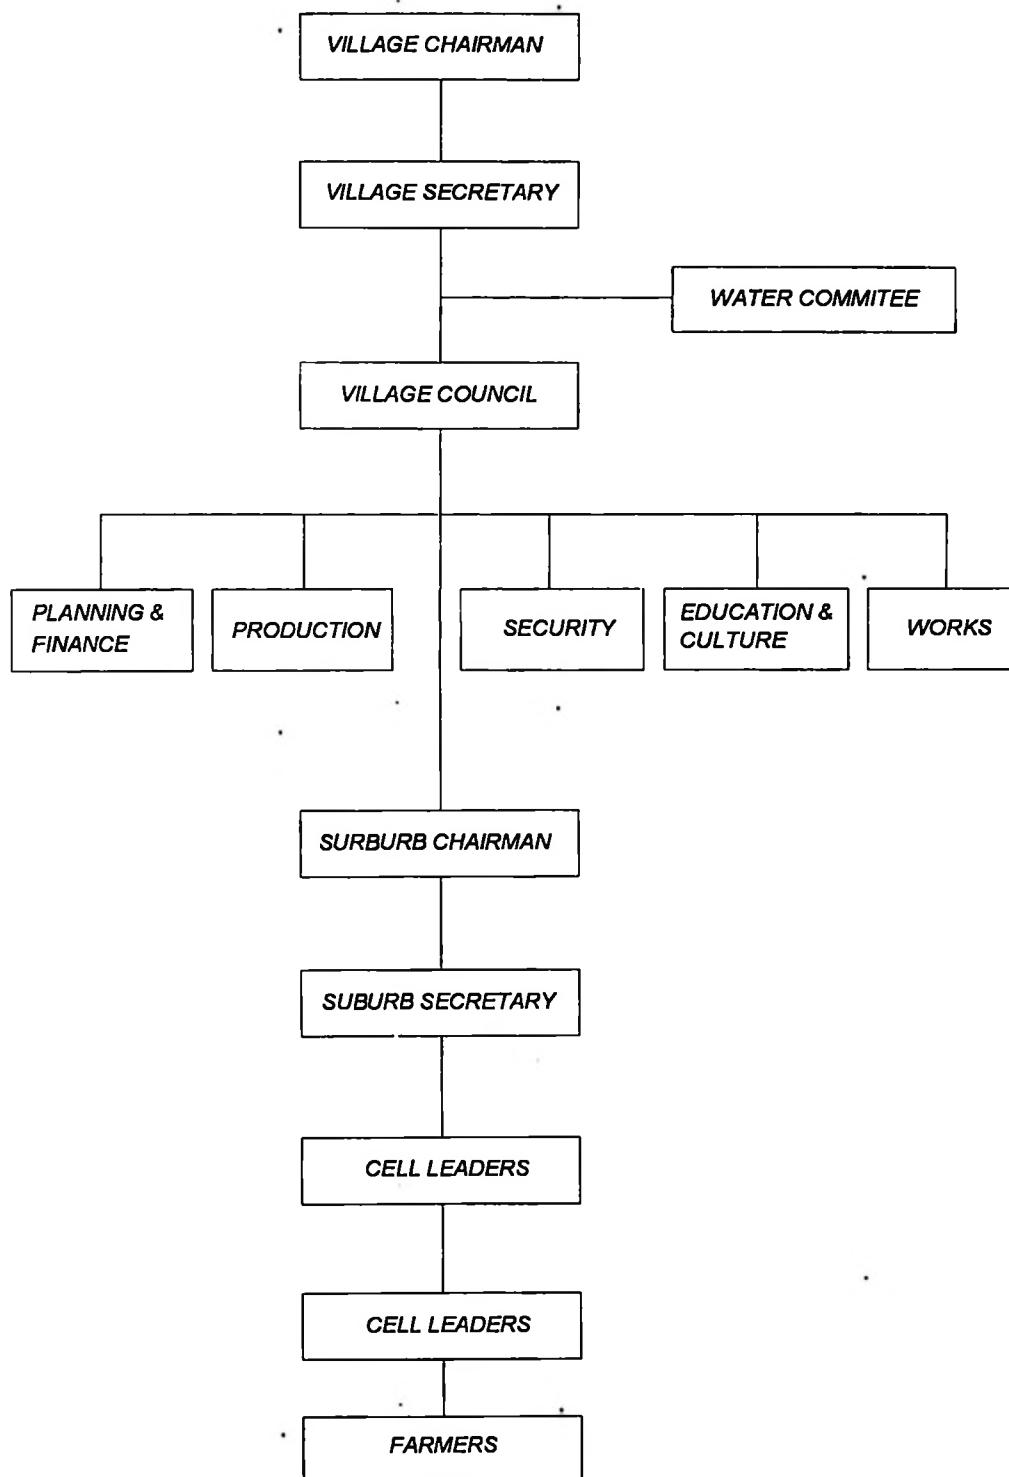 VILLAGE CHAIRMAN
VILLAGE SECRETARY
WATER COMMITEE
VILLAGE COUNCIL
PLANNING &
FINANCE
PRODUCTION
SECURITY
EDUCATION &
CULTURE
WORKS
SURBURB CHAIRMAN
SUBURB SECRETARY
CELL LEADERS
CELL LEADERS
FARMERS